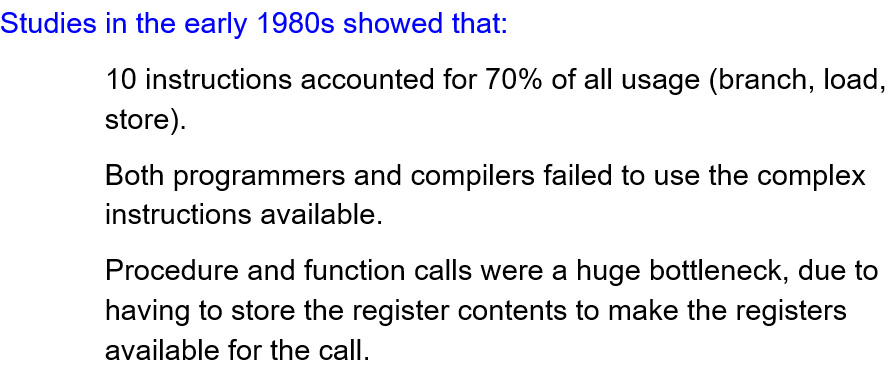 Studies in the early 1980s showed that:
10 instructions accounted for 70% of all usage (branch, load,
store).
Both programmers and compilers failed to use the complex
instructions available.
Procedure and function calls were a huge bottleneck, due to
having to store the register contents to make the registers
available for the call.